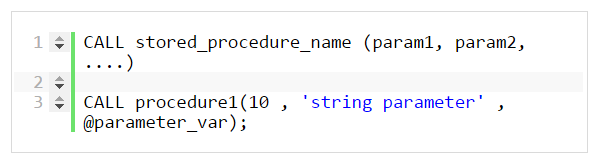 1 CALL stored_procedure_name (param1, param2,
....)
2
3 CALL procedure1(10 , 'string parameter' ,
@parameter_var);